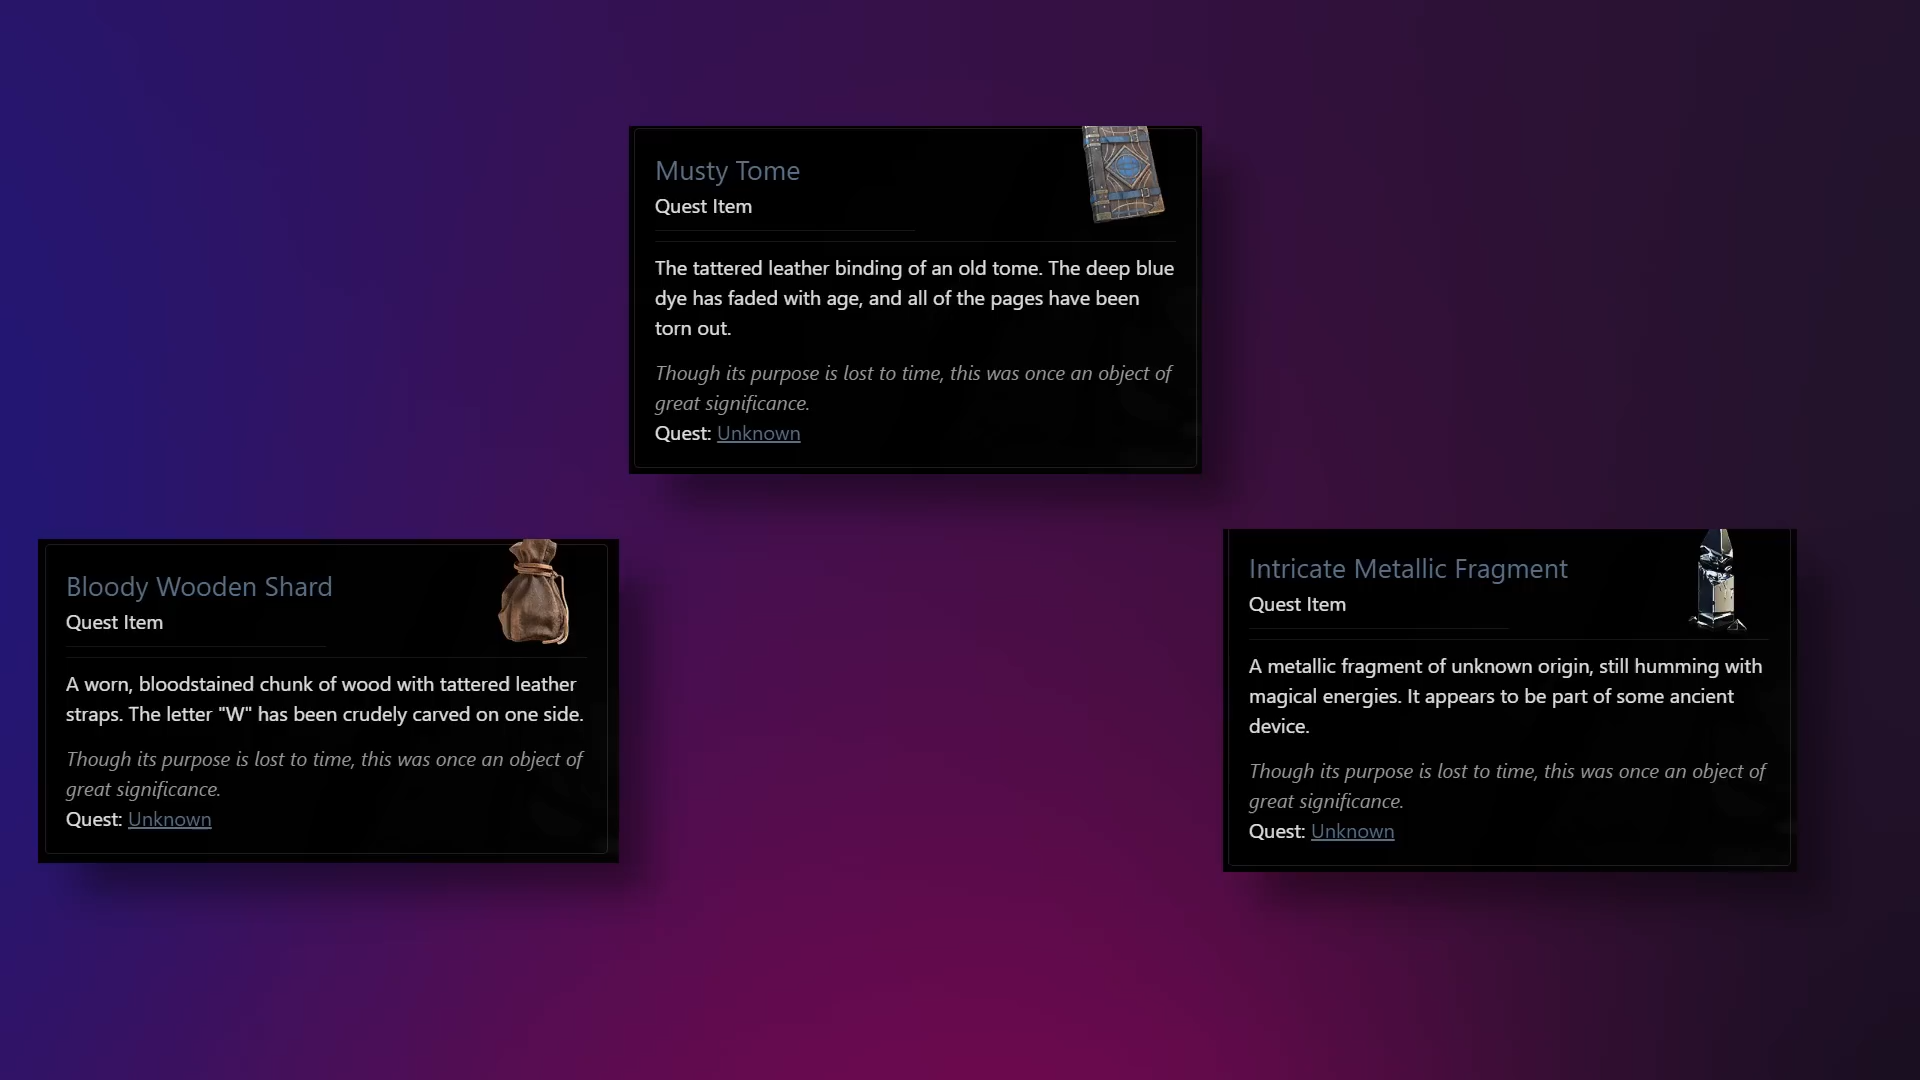 Musty Tome
Quest Item
The tattered leather binding of an old tome. The deep blue
dye has faded with age, and all of the pages have been
torn out.
Though its purpose is lost to time, this was once an object of
great significance.
Quest: Unknown
Bloody Wooden Shard
Quest Item
A worn, bloodstained chunk of wood with tattered leather
straps. The letter "W" has been crudely carved on one side.
Though its purpose is lost to time, this was once an object of
great significance.
Quest: Unknown
Intricate Metallic Fragment
Quest Item
A metallic fragment of unknown origin, still humming with
magical energies. It appears to be part of some ancient
device.
Though its purpose is lost to time, this was once an object of
great significance.
Quest: Unknown